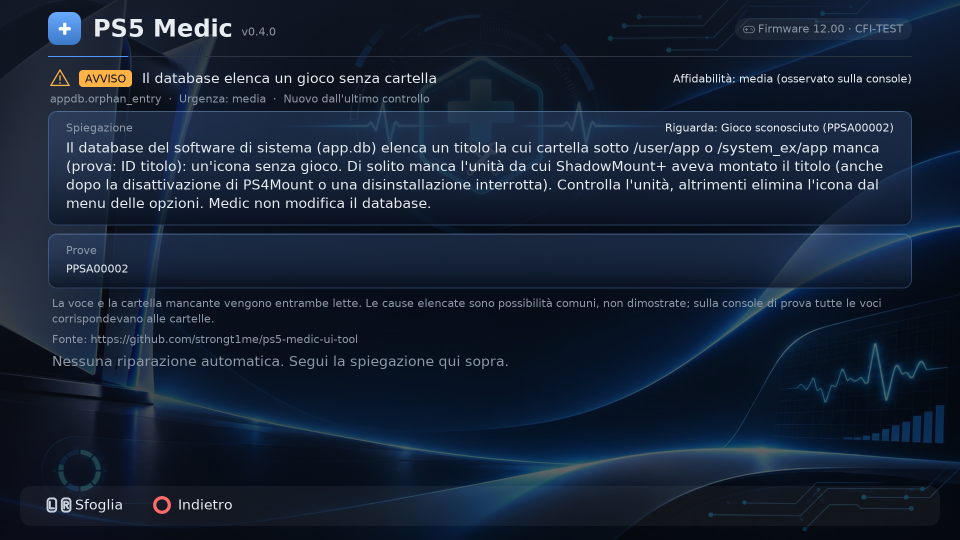 PS5 Medic v0.4.0
Firmware 12.00 · CFI-TEST
AVVISO Il database elenca un gioco senza cartella
Affidabilità: media (osservato sulla console)
appdb.orphan_entry · Urgenza: media · Nuovo dall'ultimo controllo
Spiegazione
Riguarda: Gioco sconosciuto (PPSA00002)
Il database del software di sistema (app.db) elenca un titolo la cui cartella sotto /user/app o /system_ex/app manca
(prova: ID titolo): un'icona senza gioco. Di solito manca l'unità da cui ShadowMount+ aveva montato il titolo (anche
dopo la disattivazione di PS4Mount o una disinstallazione interrotta). Controlla l'unità, altrimenti elimina l'icona dal
menu delle opzioni. Medic non modifica il database.
Prove
PPSA00002
La voce e la cartella mancante vengono entrambe lette. Le cause elencate sono possibilità comuni, non dimostrate; sulla console di prova tutte le voci
corrispondevano alle cartelle.
Fonte: https://github.com/strongt1me/ps5-medic-ui-tool
Nessuna riparazione automatica. Segui la spiegazione qui sopra.
L R Sfoglia
Indietro